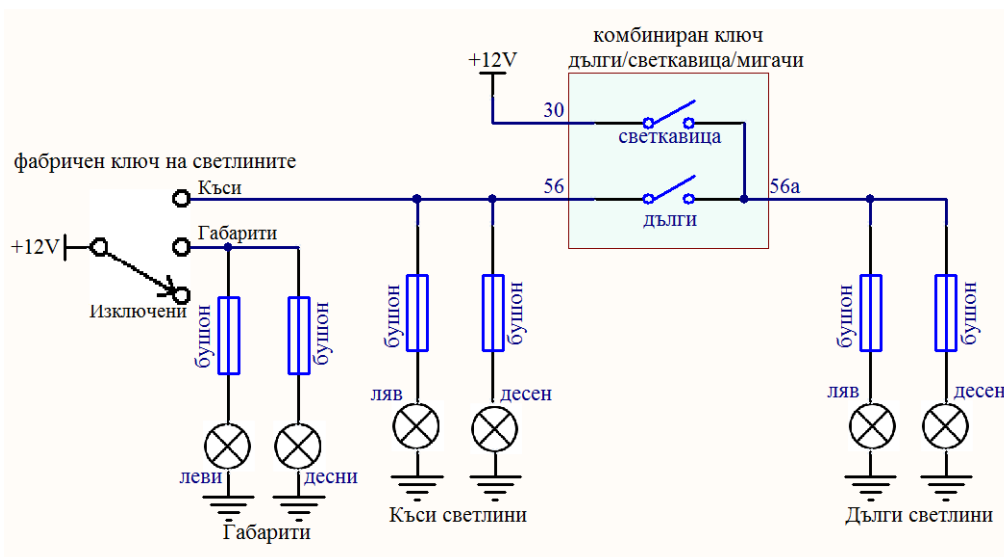 комбиниран ключ
дълги/светкавица/мигачи
+12V
30
светкавица
фабричен ключ на светлините
Къси
56
56a
дълги
Габарити
+12V
Изключени
бушон
бушон
бушон
бушон
бушон
бушон
ляв
десен
ляв
десен
леви
десни
Габарити
Къси светлини
Дълги светлини